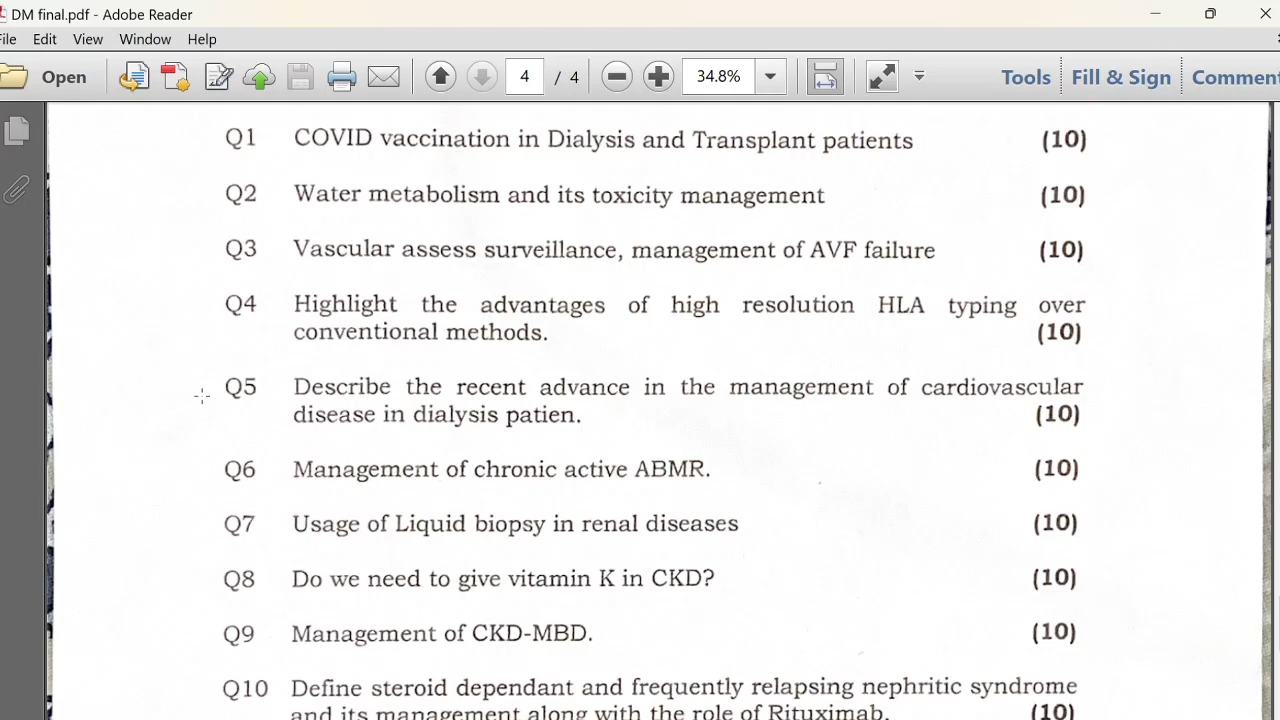 DM final.pdf - Adobe Reader
File Edit View Window Help
Open 4 / 4 34.8% Tools Fill & Sign Comment
Q1 COVID vaccination in Dialysis and Transplant patients (10)
Q2 Water metabolism and its toxicity management (10)
Q3 Vascular assess surveillance, management of AVF failure (10)
Q4 Highlight the advantages of high resolution HLA typing over
conventional methods. (10)
Q5 Describe the recent advance in the management of cardiovascular
disease in dialysis patien. (10)
Q6 Management of chronic active ABMR. (10)
Q7 Usage of Liquid biopsy in renal diseases (10)
Q8 Do we need to give vitamin K in CKD? (10)
Q9 Management of CKD-MBD. (10)
Q10 Define steroid dependant and frequently relapsing nephritic syndrome
and its management along with the role of Rituximab. (10)